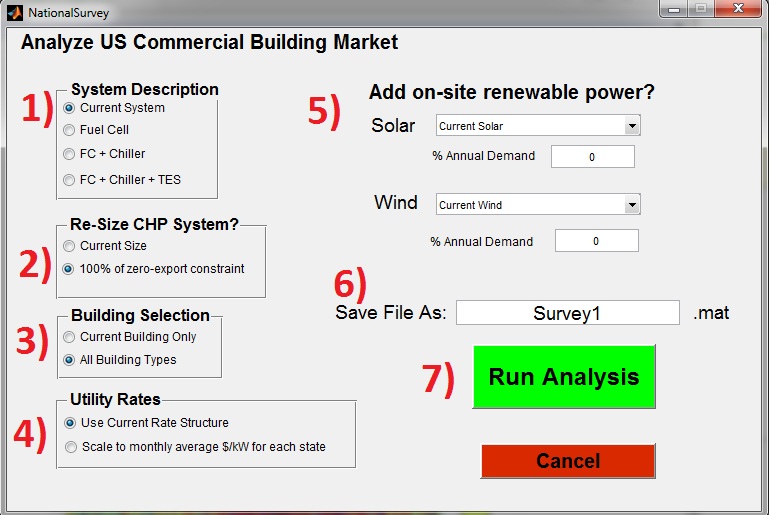 NationalSurvey
Analyze US Commercial Building Market
1)
System Description
Current System
Fuel Cell
FC + Chiller
FC + Chiller + TES
2)
Re-Size CHP System?
Current Size
100% of zero-export constraint
3)
Building Selection
Current Building Only
All Building Types
4)
Utility Rates
Use Current Rate Structure
Scale to monthly average $/kW for each state
5)
Add on-site renewable power?
Solar Current Solar
% Annual Demand 0
Wind Current Wind
% Annual Demand 0
6)
Save File As: Survey1 .mat
7)
Run Analysis
Cancel